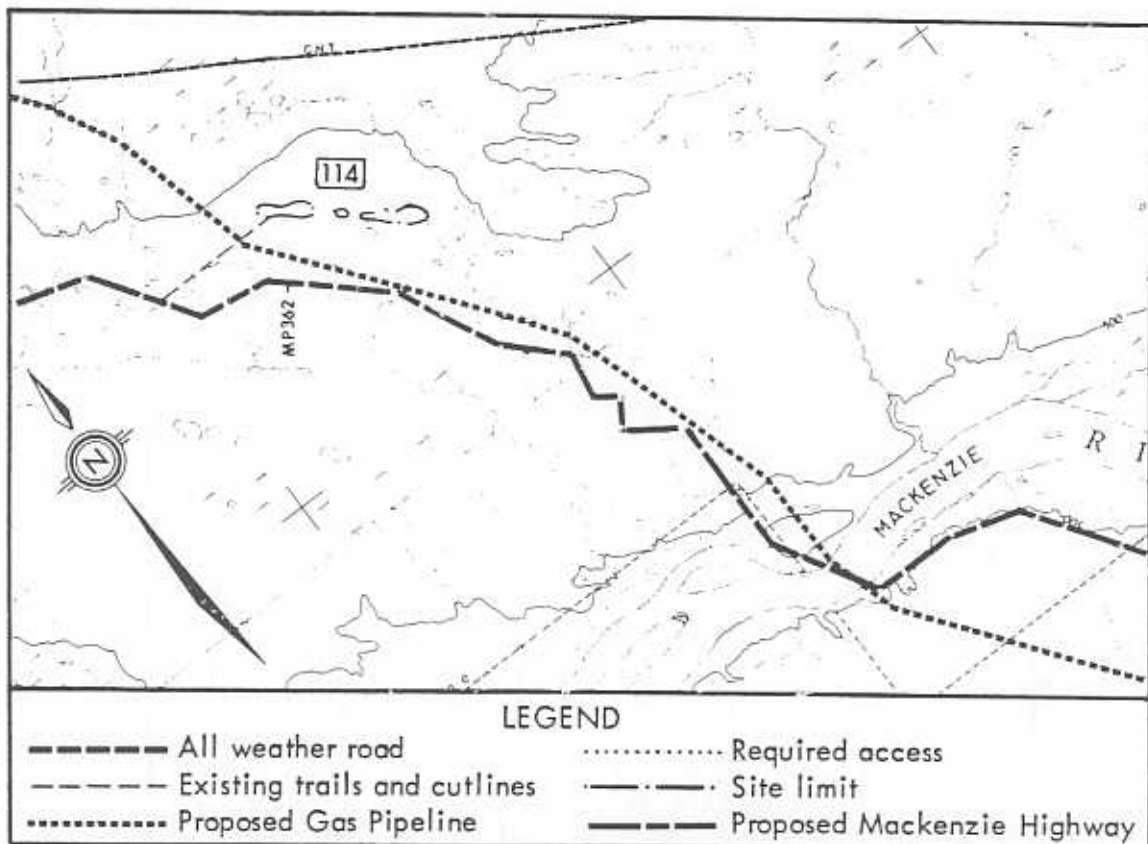 C.N.T.
114
MP362
N
300
MACKENZIE
R I
LEGEND
All weather road
Required access
Existing trails and cutlines
Site limit
Proposed Gas Pipeline
Proposed Mackenzie Highway